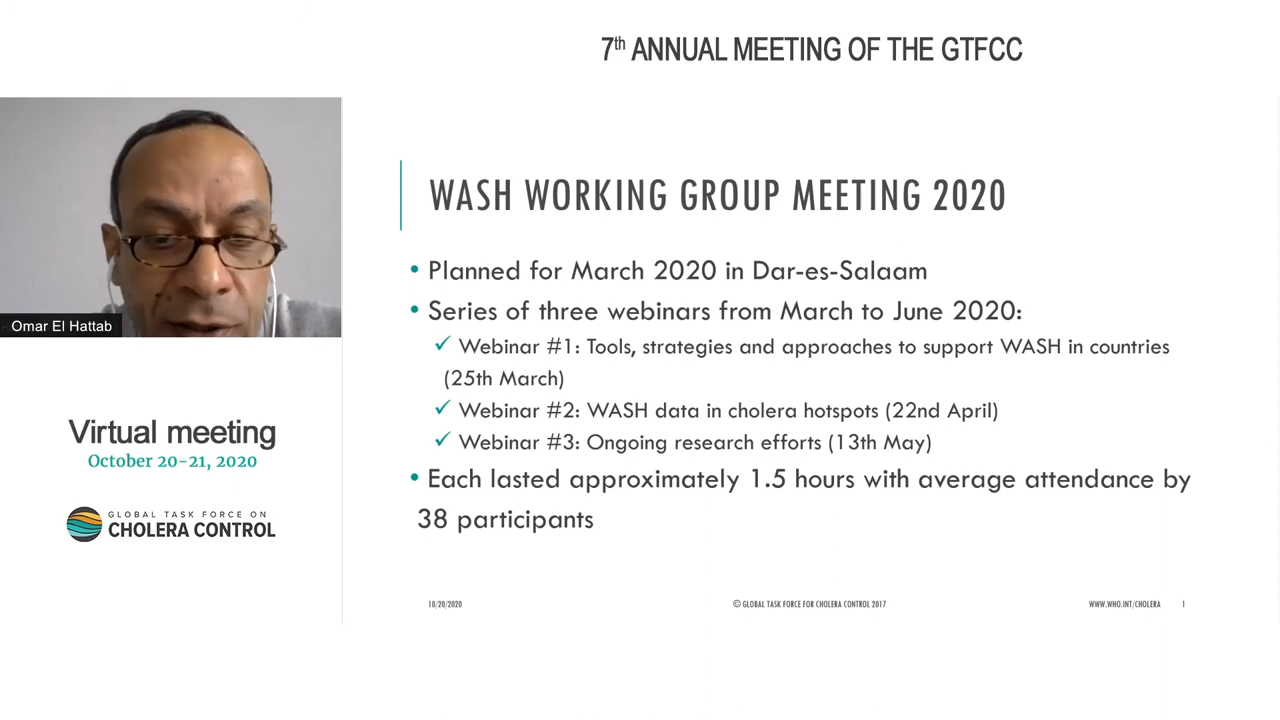 7th ANNUAL MEETING OF THE GTFCC
Omar El Hattab
Virtual meeting
October 20-21, 2020
GLOBAL TASK FORCE ON
CHOLERA CONTROL
WASH WORKING GROUP MEETING 2020
• Planned for March 2020 in Dar-es-Salaam
• Series of three webinars from March to June 2020:
✓ Webinar #1: Tools, strategies and approaches to support WASH in countries
(25th March)
✓ Webinar #2: WASH data in cholera hotspots (22nd April)
✓ Webinar #3: Ongoing research efforts (13th May)
• Each lasted approximately 1.5 hours with average attendance by
38 participants
10/20/2020 © GLOBAL TASK FORCE FOR CHOLERA CONTROL 2017 WWW.WHO.INT/CHOLERA 1